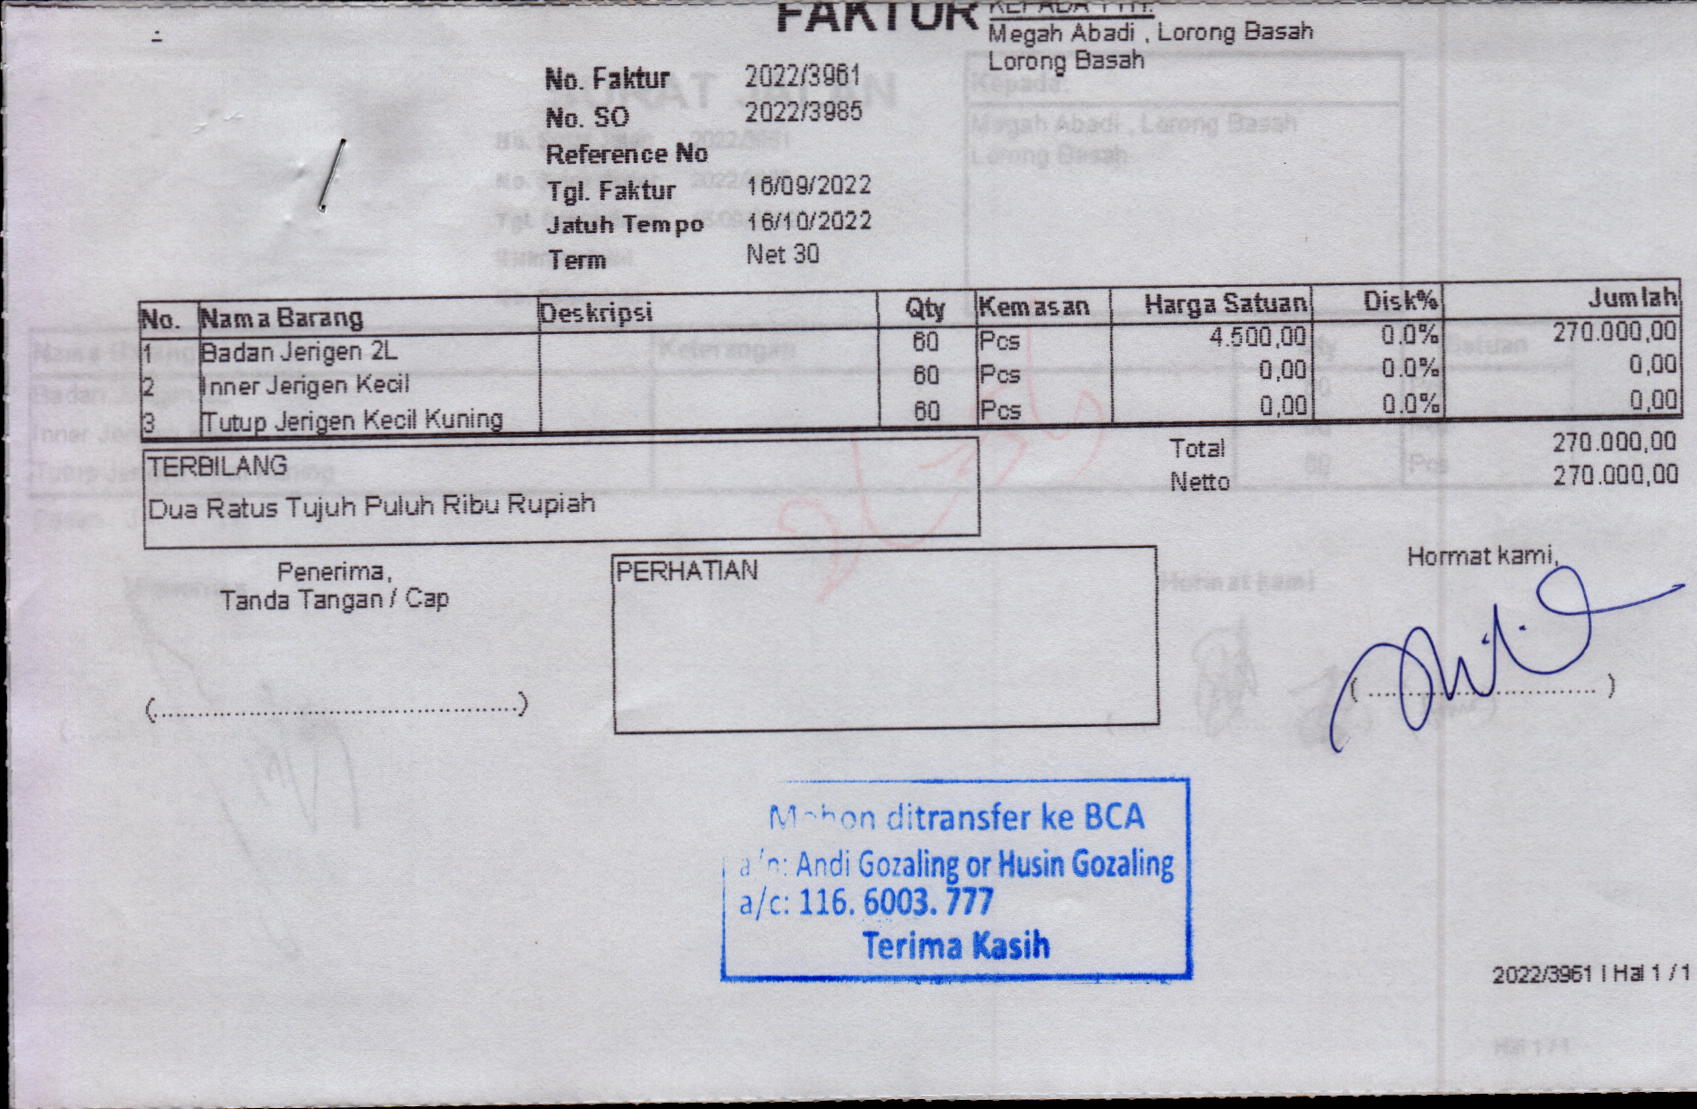 FAKTUR
KEPADA YTH:
Megah Abadi , Lorong Basah
Lorong Basah
No. Faktur 2022/3961
No. SO 2022/3985
Reference No
Tgl. Faktur 16/09/2022
Jatuh Tempo 16/10/2022
Term Net 30
No. Nama Barang Deskripsi Qty Kemasan Harga Satuan Disk% Jumlah
1 Badan Jerigen 2L 60 Pcs 4.500,00 0.0% 270.000,00
2 Inner Jerigen Kecil 60 Pcs 0,00 0.0% 0,00
3 Tutup Jerigen Kecil Kuning 60 Pcs 0,00 0.0% 0,00
Total 270.000,00
Netto 270.000,00
TERBILANG
Dua Ratus Tujuh Puluh Ribu Rupiah
Penerima,
Tanda Tangan / Cap
(................................................)
PERHATIAN
Hormat kami,
( ............................. )
Mohon ditransfer ke BCA
a/n: Andi Gozaling or Husin Gozaling
a/c: 116. 6003. 777
Terima Kasih
2022/3961 | Hal 1 / 1